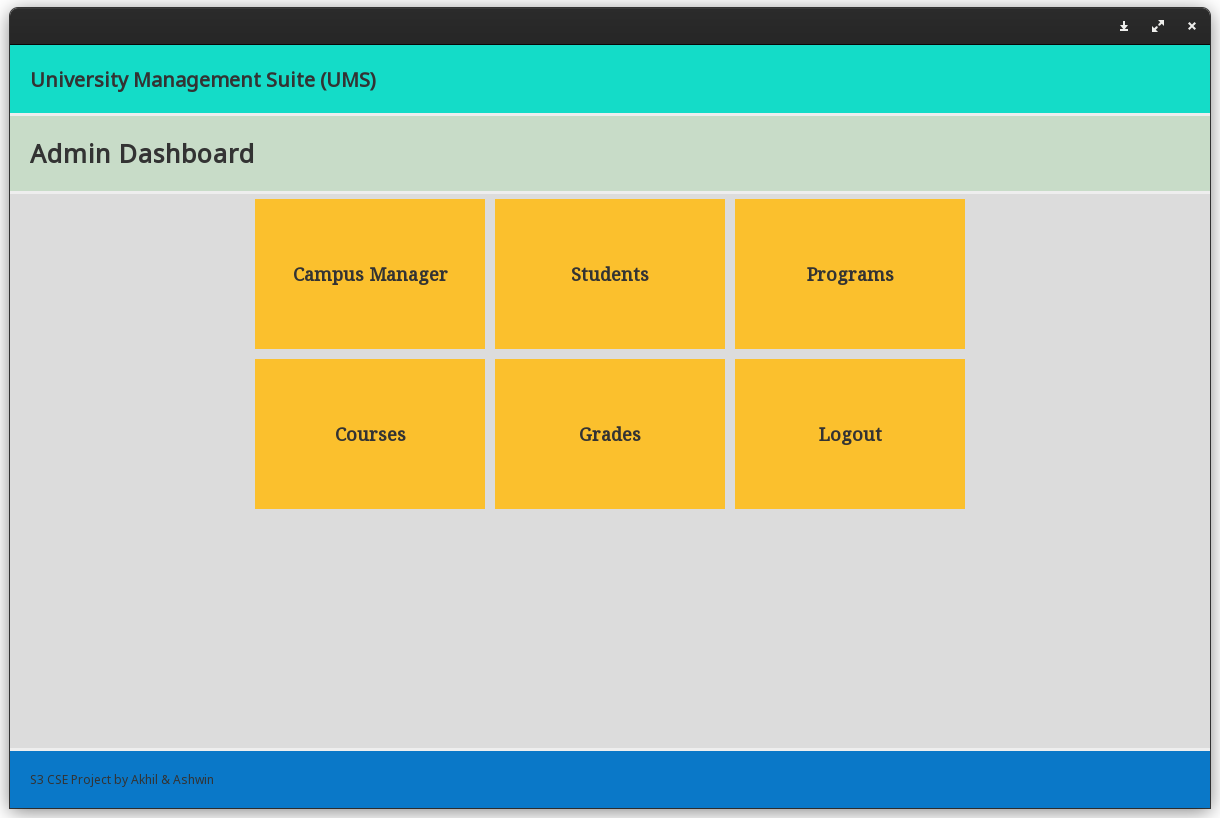 University Management Suite (UMS)
Admin Dashboard
Campus Manager
Students
Programs
Courses
Grades
Logout
S3 CSE Project by Akhil & Ashwin